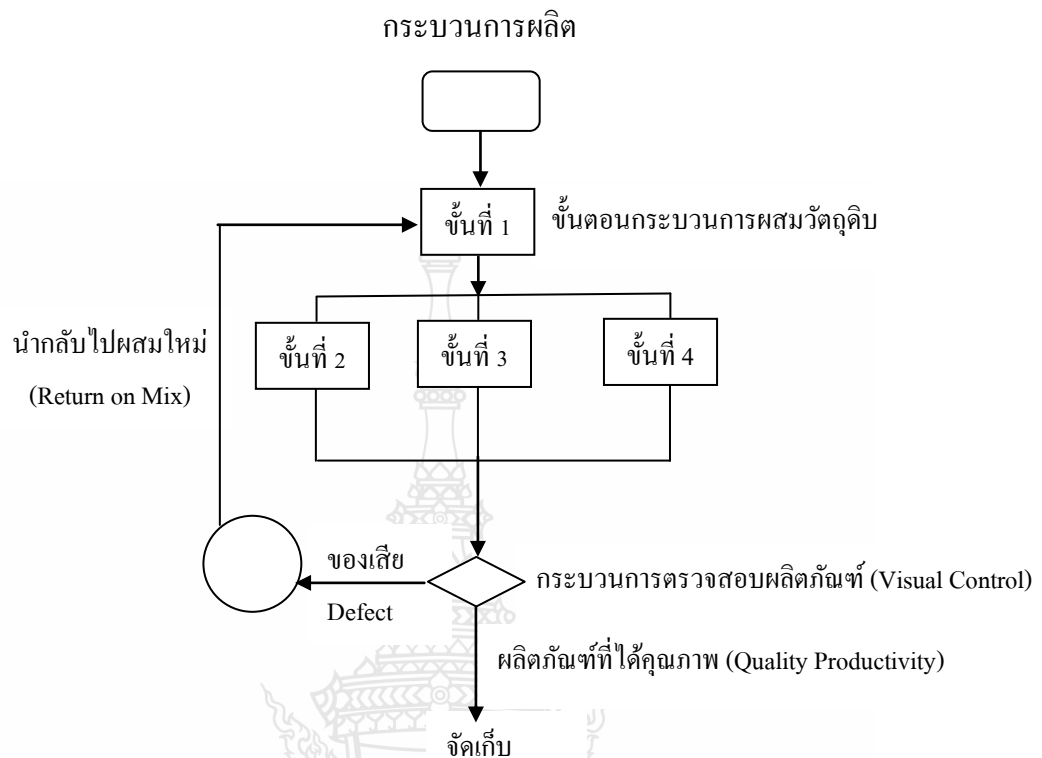 กระบวนการผลิต
ขั้นที่ 1
ขั้นตอนกระบวนการผสมวัตถุดิบ
นำกลับไปผสมใหม่
(Return on Mix)
ขั้นที่ 2
ขั้นที่ 3
ขั้นที่ 4
ของเสีย
Defect
กระบวนการตรวจสอบผลิตภัณฑ์ (Visual Control)
ผลิตภัณฑ์ที่ได้คุณภาพ (Quality Productivity)
จัดเก็บ